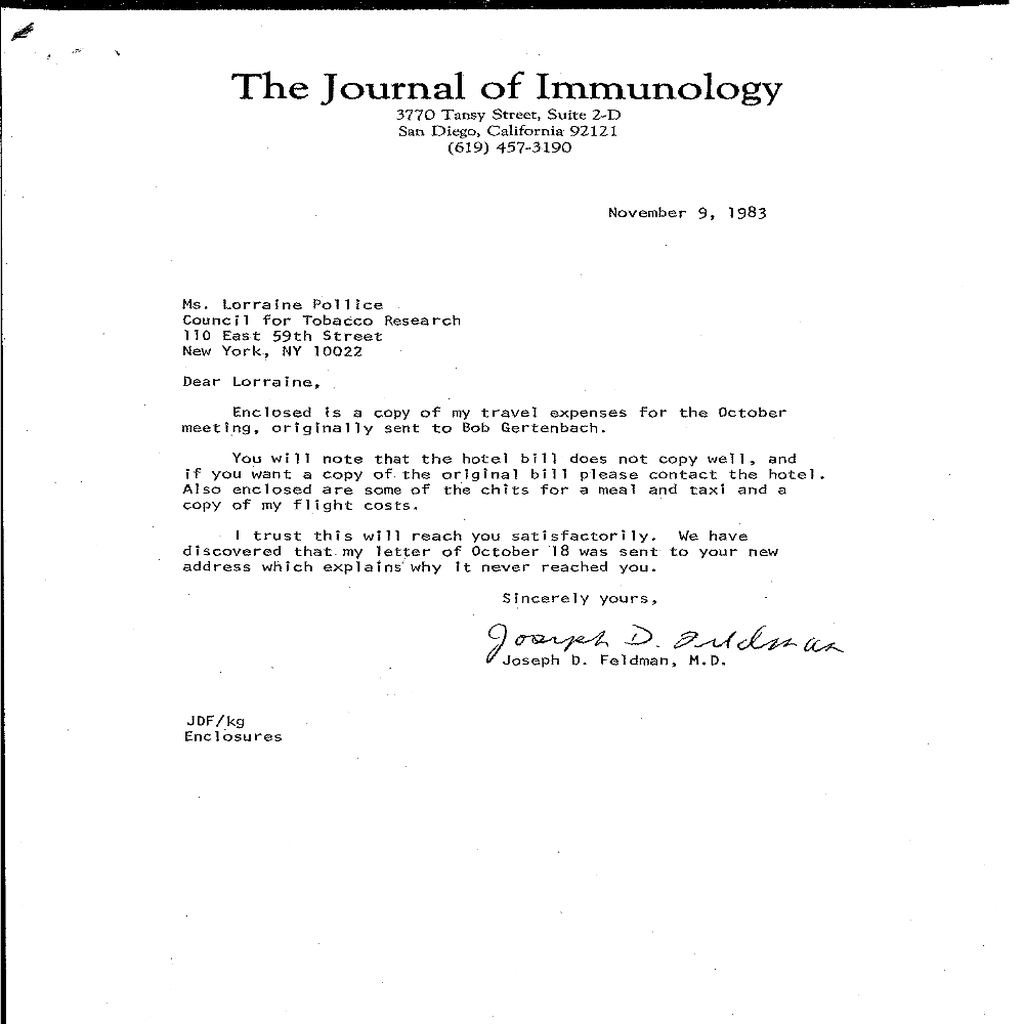 The Journal of Immunology
3770 Tansy Street, Suite 2-D
San Diego, California 92121
(619) 457-3190
November 9, 1983
Ms. Lorraine Pollice
Council for Tobacco Research
110 East 59th Street
New York, NY 10022
Dear Lorraine,
Enclosed is a copy of my travel expenses for the October
meeting, originally sent to Bob Gertenbach.
You will note that the hotel bill does not copy well, and
if you want a copy of the original bill please contact the hotel.
Also enclosed are some of the chits for a meal and taxi and a
copy of my flight costs.
I trust this will reach you satisfactorily. We have
discovered that my letter of October 18 was sent to your new
address which explains why it never reached you.
Sincerely yours,
Joseph D. Feldman
Joseph D. Feldman, M.D.
JDF/kg
Enclosures